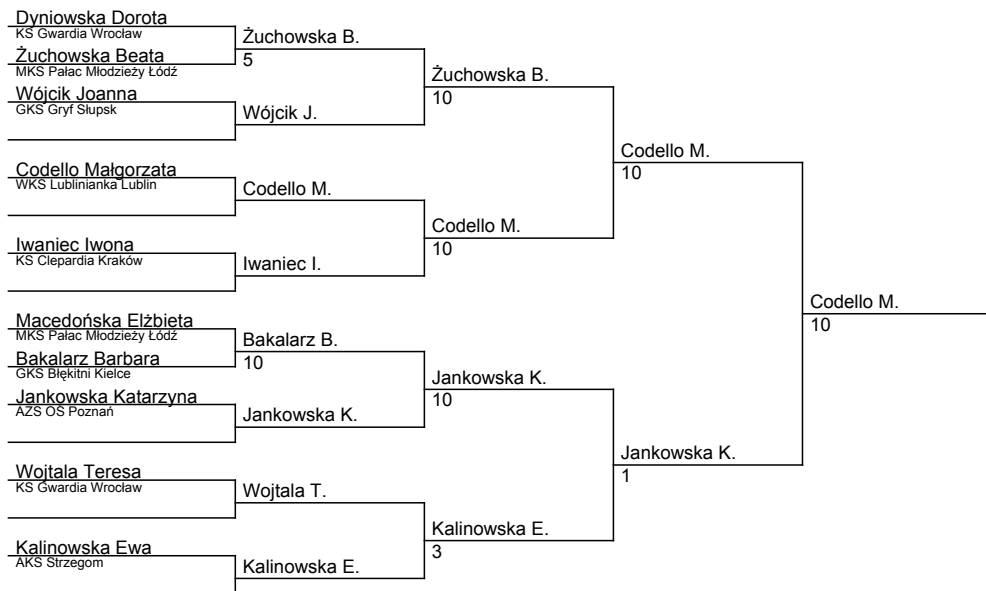 Dyniowska Dorota
KS Gwardia Wrocław
Żuchowska B.
5
Żuchowska Beata
MKS Pałac Młodzieży Łódź
Żuchowska B.
10
Wójcik Joanna
GKS Gryf Słupsk
Wójcik J.
Codello M.
10
Codello Małgorzata
WKS Lublinianka Lublin
Codello M.
Codello M.
10
Iwaniec Iwona
KS Clepardia Kraków
Iwaniec I.
Codello M.
10
Macedońska Elżbieta
MKS Pałac Młodzieży Łódź
Bakalarz B.
10
Bakalarz Barbara
GKS Błękitni Kielce
Jankowska K.
10
Jankowska Katarzyna
AZS OŚ Poznań
Jankowska K.
Jankowska K.
1
Wojtala Teresa
KS Gwardia Wrocław
Wojtala T.
Kalinowska E.
3
Kalinowska Ewa
AKS Strzegom
Kalinowska E.